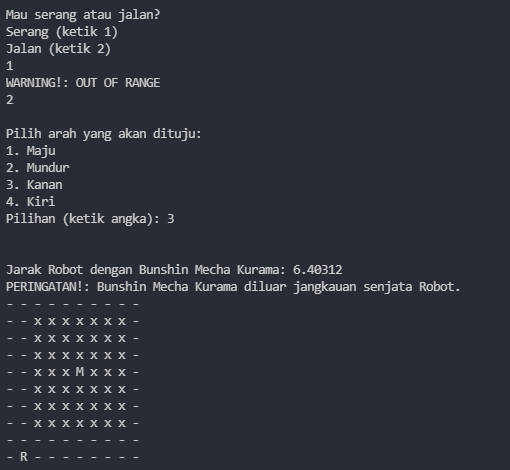 Mau serang atau jalan?
Serang (ketik 1)
Jalan (ketik 2)
1
WARNING!: OUT OF RANGE
2
Pilih arah yang akan dituju:
1. Maju
2. Mundur
3. Kanan
4. Kiri
Pilihan (ketik angka): 3
Jarak Robot dengan Bunshin Mecha Kurama: 6.40312
PERINGATAN!: Bunshin Mecha Kurama diluar jangkauan senjata Robot.
- - - - - - - - - -
- - x x x x x x x -
- - x x x x x x x -
- - x x x x x x x -
- - x x x M x x x -
- - x x x x x x x -
- - x x x x x x x -
- - x x x x x x x -
- - - - - - - - - -
- R - - - - - - - -